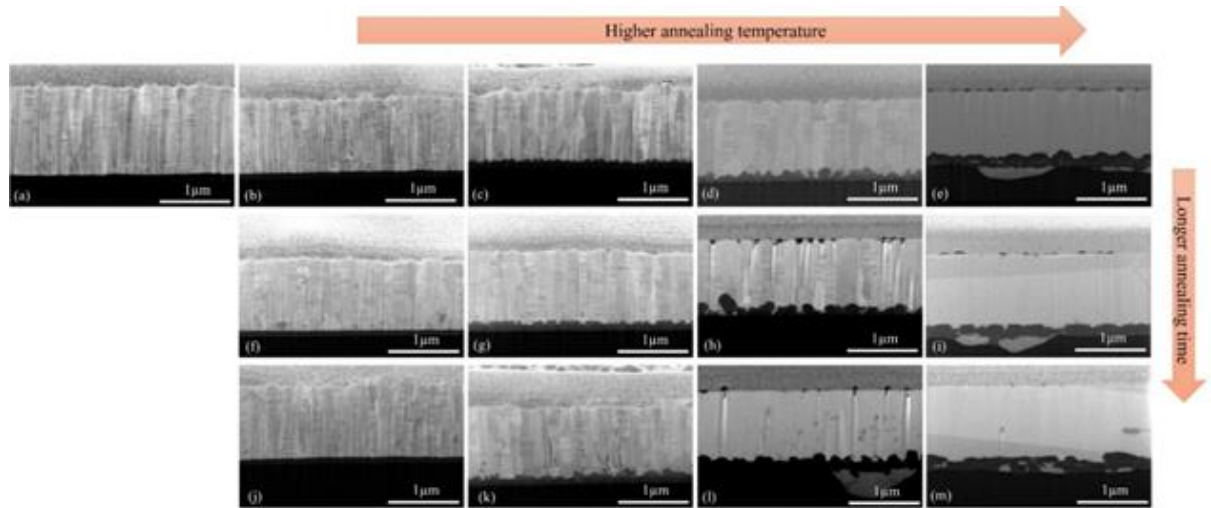 Higher annealing temperature
1μm
(a)
1μm
(b)
1μm
(c)
1μm
(d)
1μm
(e)
1μm
(f)
1μm
(g)
1μm
(h)
1μm
(i)
1μm
(j)
1μm
(k)
1μm
(l)
1μm
(m)
Longer annealing time